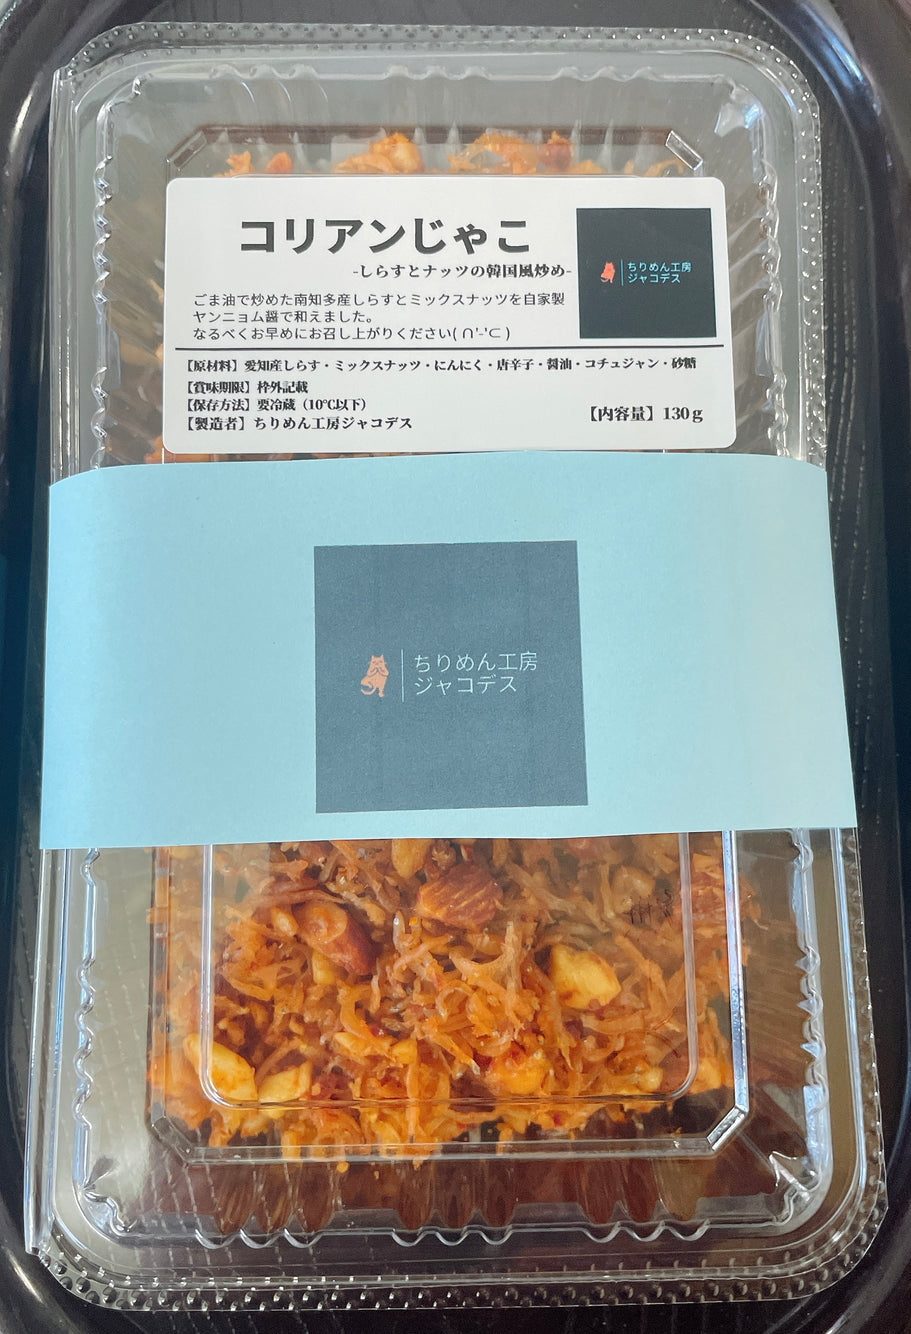 コリアンじゃこ
-しらすとナッツの韓国風炒め-
ちりめん工房
ジャコデス
ごま油で炒めた南知多産しらすとミックスナッツを自家製
ヤンニョム醤で和えました。
なるべくお早めにお召し上がりください( ∩'-'⊂ )
【原材料】愛知産しらす・ミックスナッツ・にんにく・唐辛子・醤油・コチュジャン・砂糖
【賞味期限】枠外記載
【保存方法】要冷蔵（10℃以下）
【製造者】ちりめん工房ジャコデス
【内容量】130g
ちりめん工房
ジャコデス